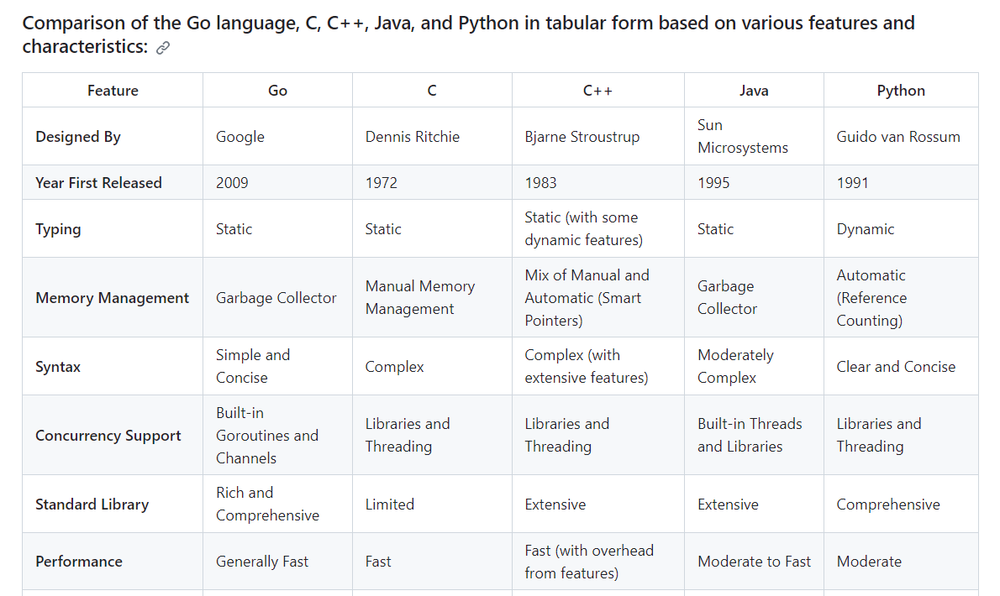 Comparison of the Go language, C, C++, Java, and Python in tabular form based on various features and
characteristics:
Feature Go C C++ Java Python
Designed By Google Dennis Ritchie Bjarne Stroustrup Sun Microsystems Guido van Rossum
Year First Released 2009 1972 1983 1995 1991
Typing Static Static Static (with some dynamic features) Static Dynamic
Memory Management Garbage Collector Manual Memory Management Mix of Manual and Automatic (Smart Pointers) Garbage Collector Automatic (Reference Counting)
Syntax Simple and Concise Complex Complex (with extensive features) Moderately Complex Clear and Concise
Concurrency Support Built-in Goroutines and Channels Libraries and Threading Libraries and Threading Built-in Threads and Libraries Libraries and Threading
Standard Library Rich and Comprehensive Limited Extensive Extensive Comprehensive
Performance Generally Fast Fast Fast (with overhead from features) Moderate to Fast Moderate